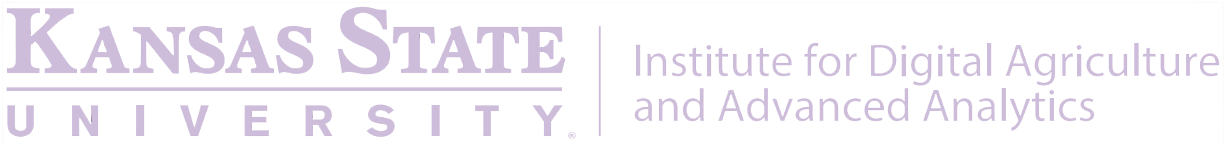 KANSAS STATE
UNIVERSITY®
Institute for Digital Agriculture
and Advanced Analytics